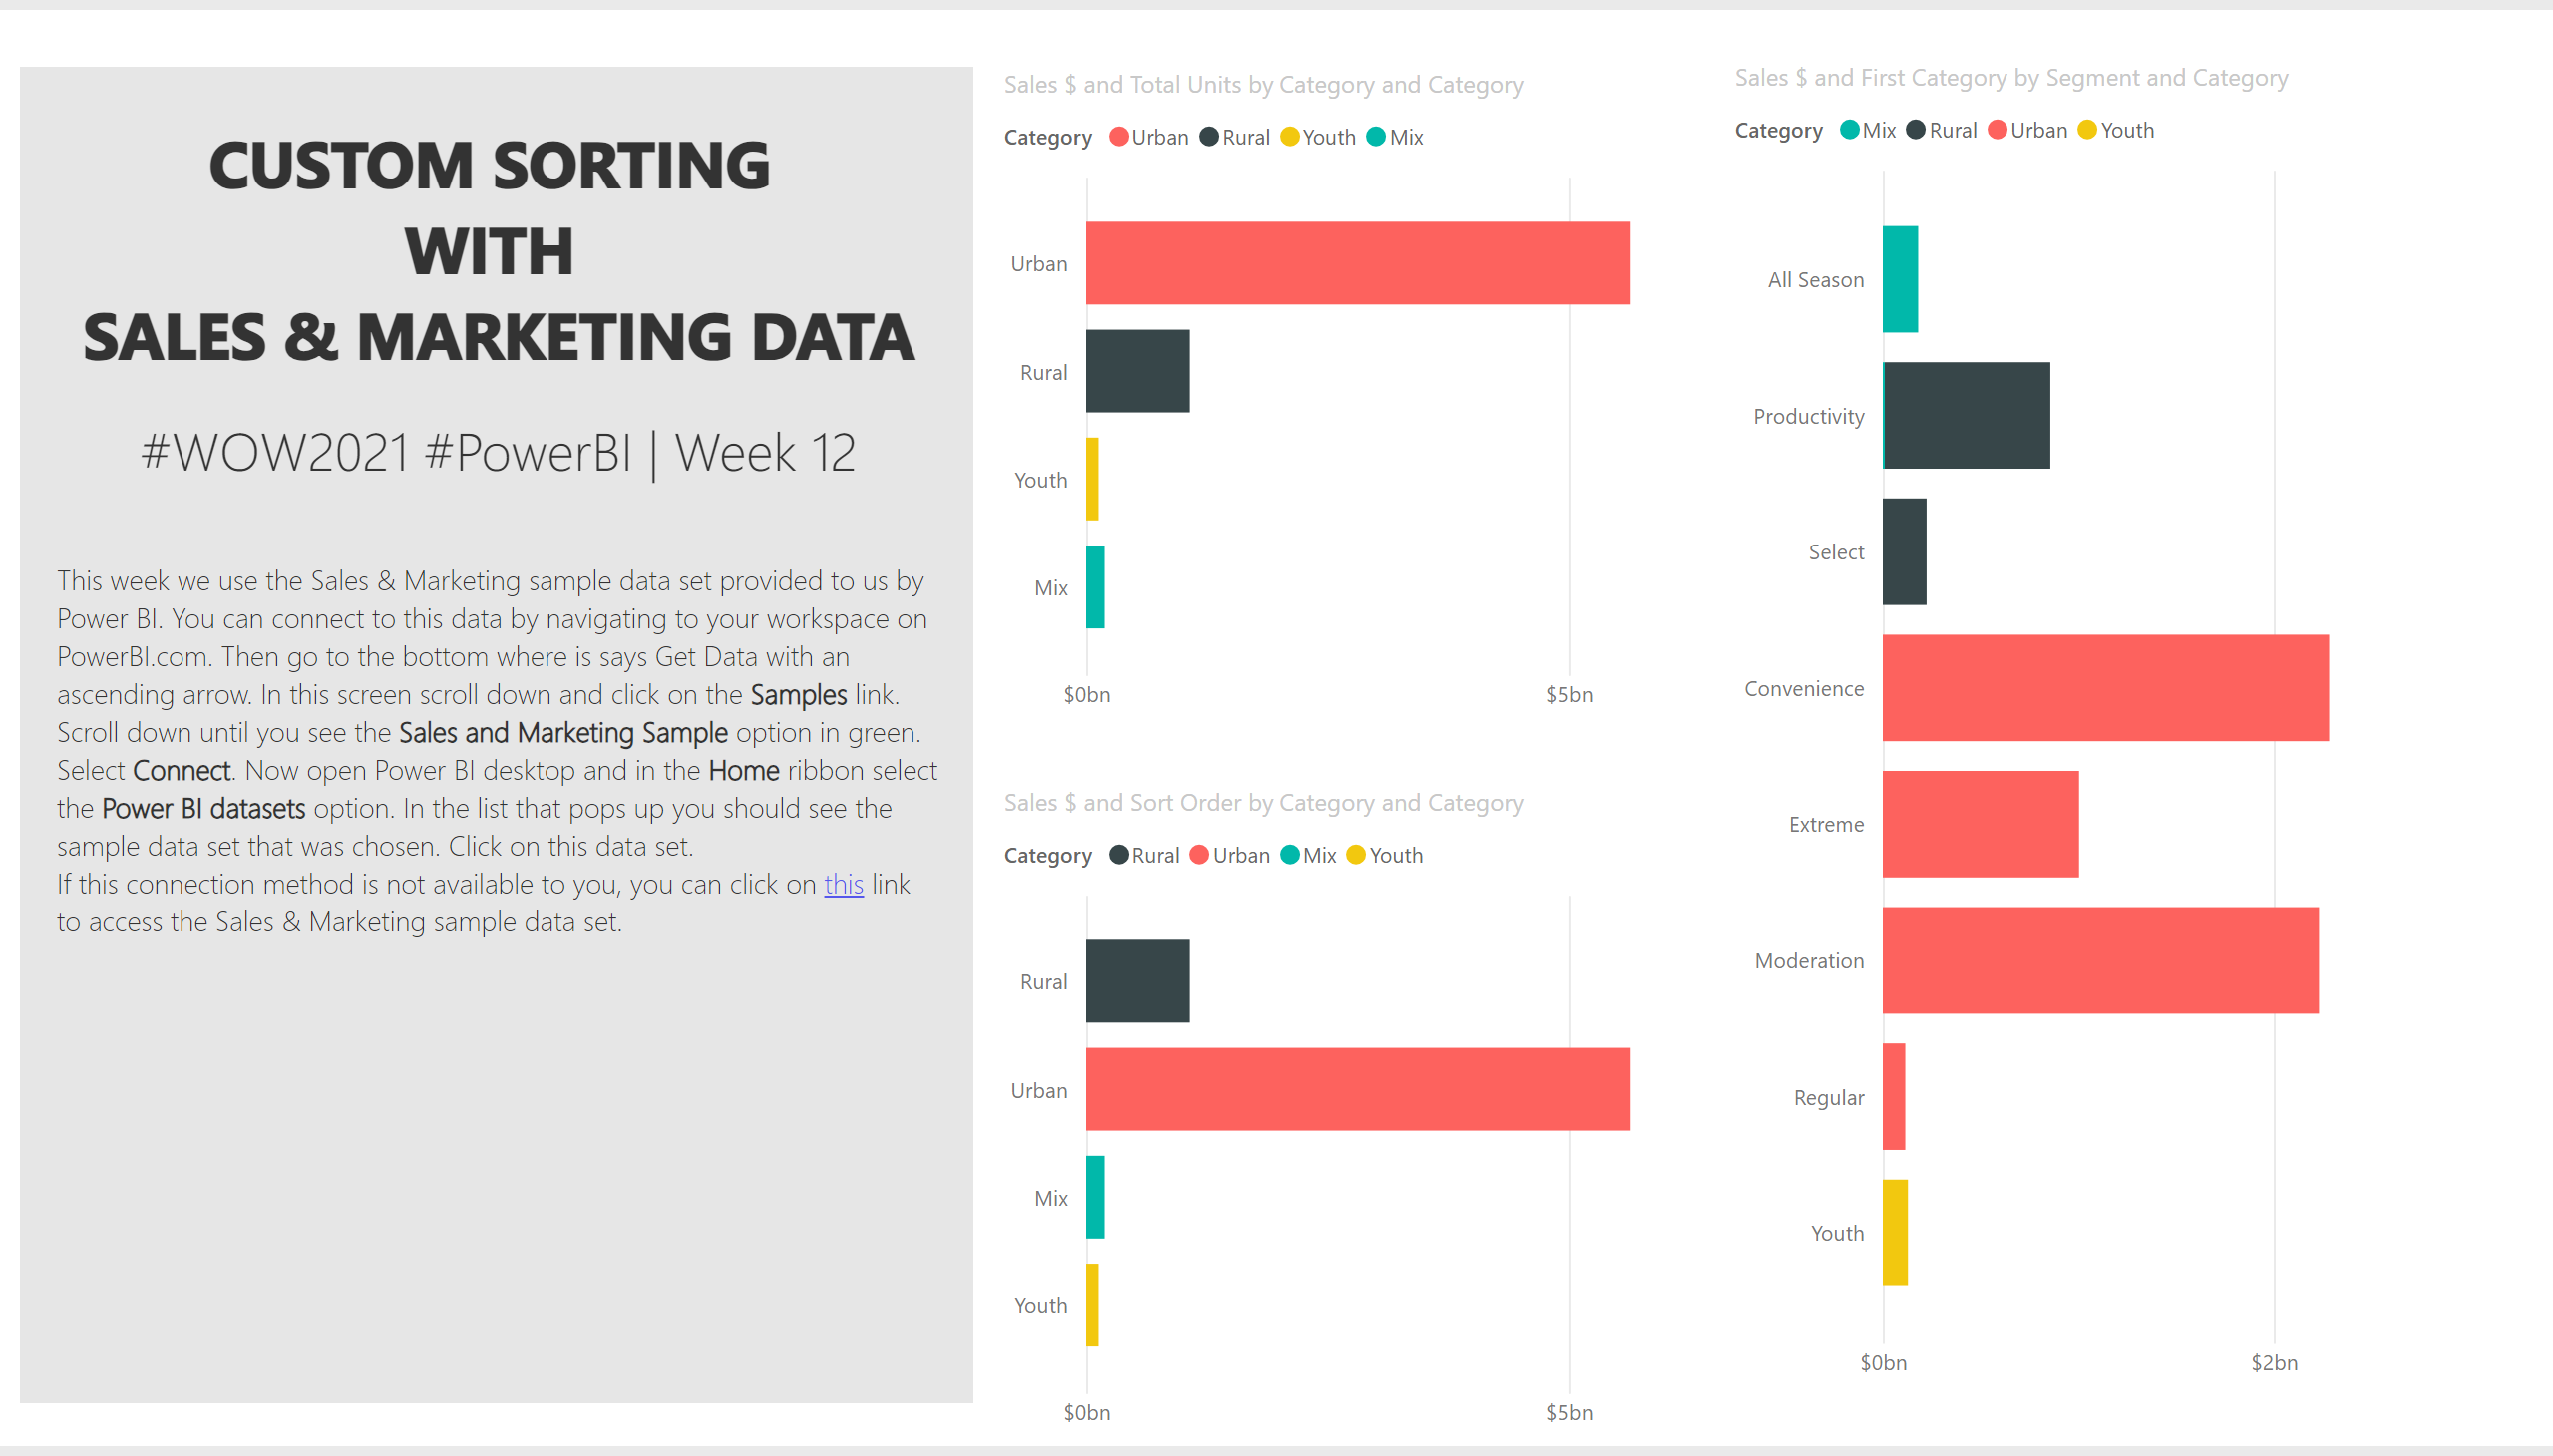 CUSTOM SORTING
WITH
SALES & MARKETING DATA
#WOW2021 #PowerBI | Week 12
This week we use the Sales & Marketing sample data set provided to us by
Power BI. You can connect to this data by navigating to your workspace on
PowerBI.com. Then go to the bottom where is says Get Data with an
ascending arrow. In this screen scroll down and click on the Samples link.
Scroll down until you see the Sales and Marketing Sample option in green.
Select Connect. Now open Power BI desktop and in the Home ribbon select
the Power BI datasets option. In the list that pops up you should see the
sample data set that was chosen. Click on this data set.
If this connection method is not available to you, you can click on this link
to access the Sales & Marketing sample data set.
Sales $ and Total Units by Category and Category
Category Urban Rural Youth Mix
Urban
Rural
Youth
Mix
$0bn $5bn
Sales $ and Sort Order by Category and Category
Category Rural Urban Mix Youth
Rural
Urban
Mix
Youth
$0bn $5bn
Sales $ and First Category by Segment and Category
Category Mix Rural Urban Youth
All Season
Productivity
Select
Convenience
Extreme
Moderation
Regular
Youth
$0bn $2bn